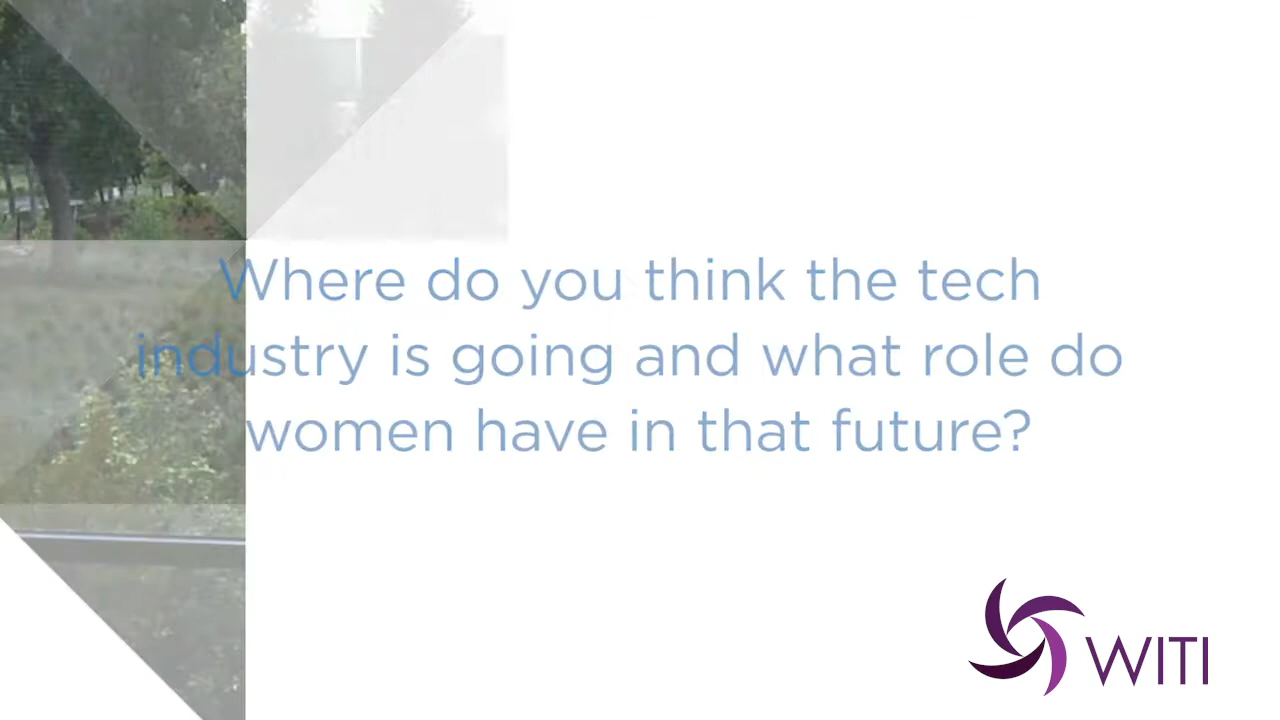 Where do you think the tech
industry is going and what role do
women have in that future?
WITI